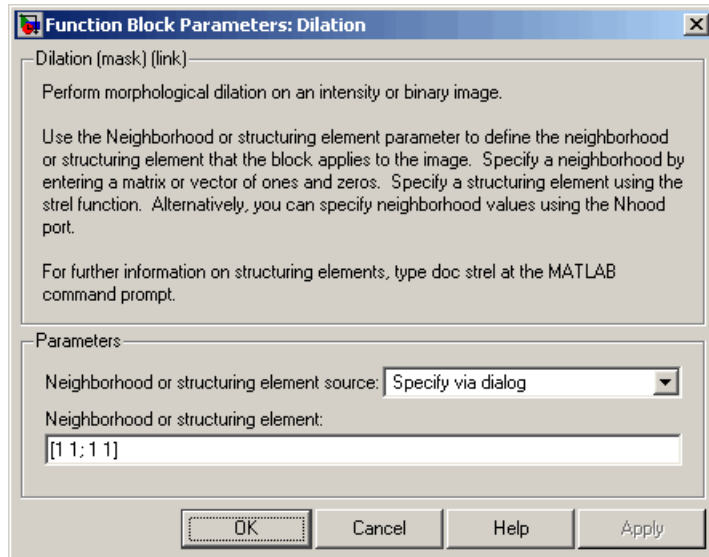 Function Block Parameters: Dilation
Dilation (mask) (link)
Perform morphological dilation on an intensity or binary image.
Use the Neighborhood or structuring element parameter to define the neighborhood
or structuring element that the block applies to the image. Specify a neighborhood by
entering a matrix or vector of ones and zeros. Specify a structuring element using the
strel function. Alternatively, you can specify neighborhood values using the Nhood
port.
For further information on structuring elements, type doc strel at the MATLAB
command prompt.
Parameters
Neighborhood or structuring element source: Specify via dialog
Neighborhood or structuring element:
[1 1; 1 1]
OK Cancel Help Apply